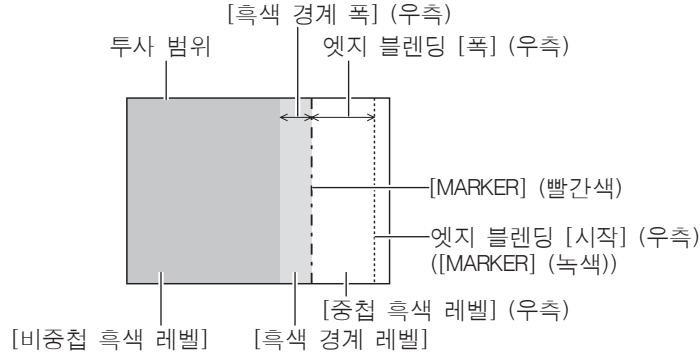 [흑색 경계 폭] (우측)
투사 범위
엣지 블렌딩 [폭] (우측)
[MARKER] (빨간색)
엣지 블렌딩 [시작] (우측)
([MARKER] (녹색))
[중첩 흑색 레벨] (우측)
[비중첩 흑색 레벨]
[흑색 경계 레벨]